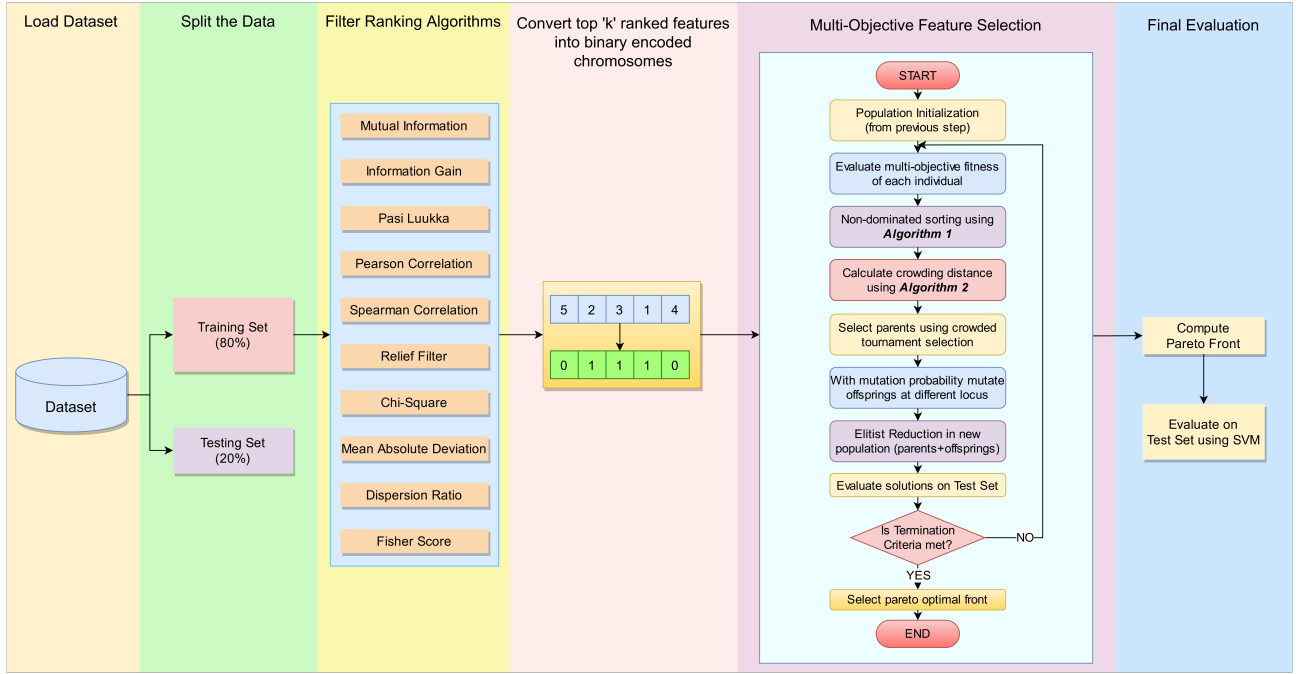 Load Dataset
Split the Data
Filter Ranking Algorithms
Convert top 'k' ranked features
into binary encoded
chromosomes
Multi-Objective Feature Selection
Final Evaluation
Dataset
Training Set
(80%)
Testing Set
(20%)
Mutual Information
Information Gain
Pasi Luukka
Pearson Correlation
Spearman Correlation
Relief Filter
Chi-Square
Mean Absolute Deviation
Dispersion Ratio
Fisher Score
5 2 3 1 4
0 1 1 1 0
START
Population Initialization
(from previous step)
Evaluate multi-objective fitness
of each individual
Non-dominated sorting using
Algorithm 1
Calculate crowding distance
using Algorithm 2
Select parents using crowded
tournament selection
With mutation probability mutate
offsprings at different locus
Elitist Reduction in new
population (parents+offsprings)
Evaluate solutions on Test Set
Is Termination
Criteria met?
NO
YES
Select pareto optimal front
END
Compute
Pareto Front
Evaluate on
Test Set using SVM